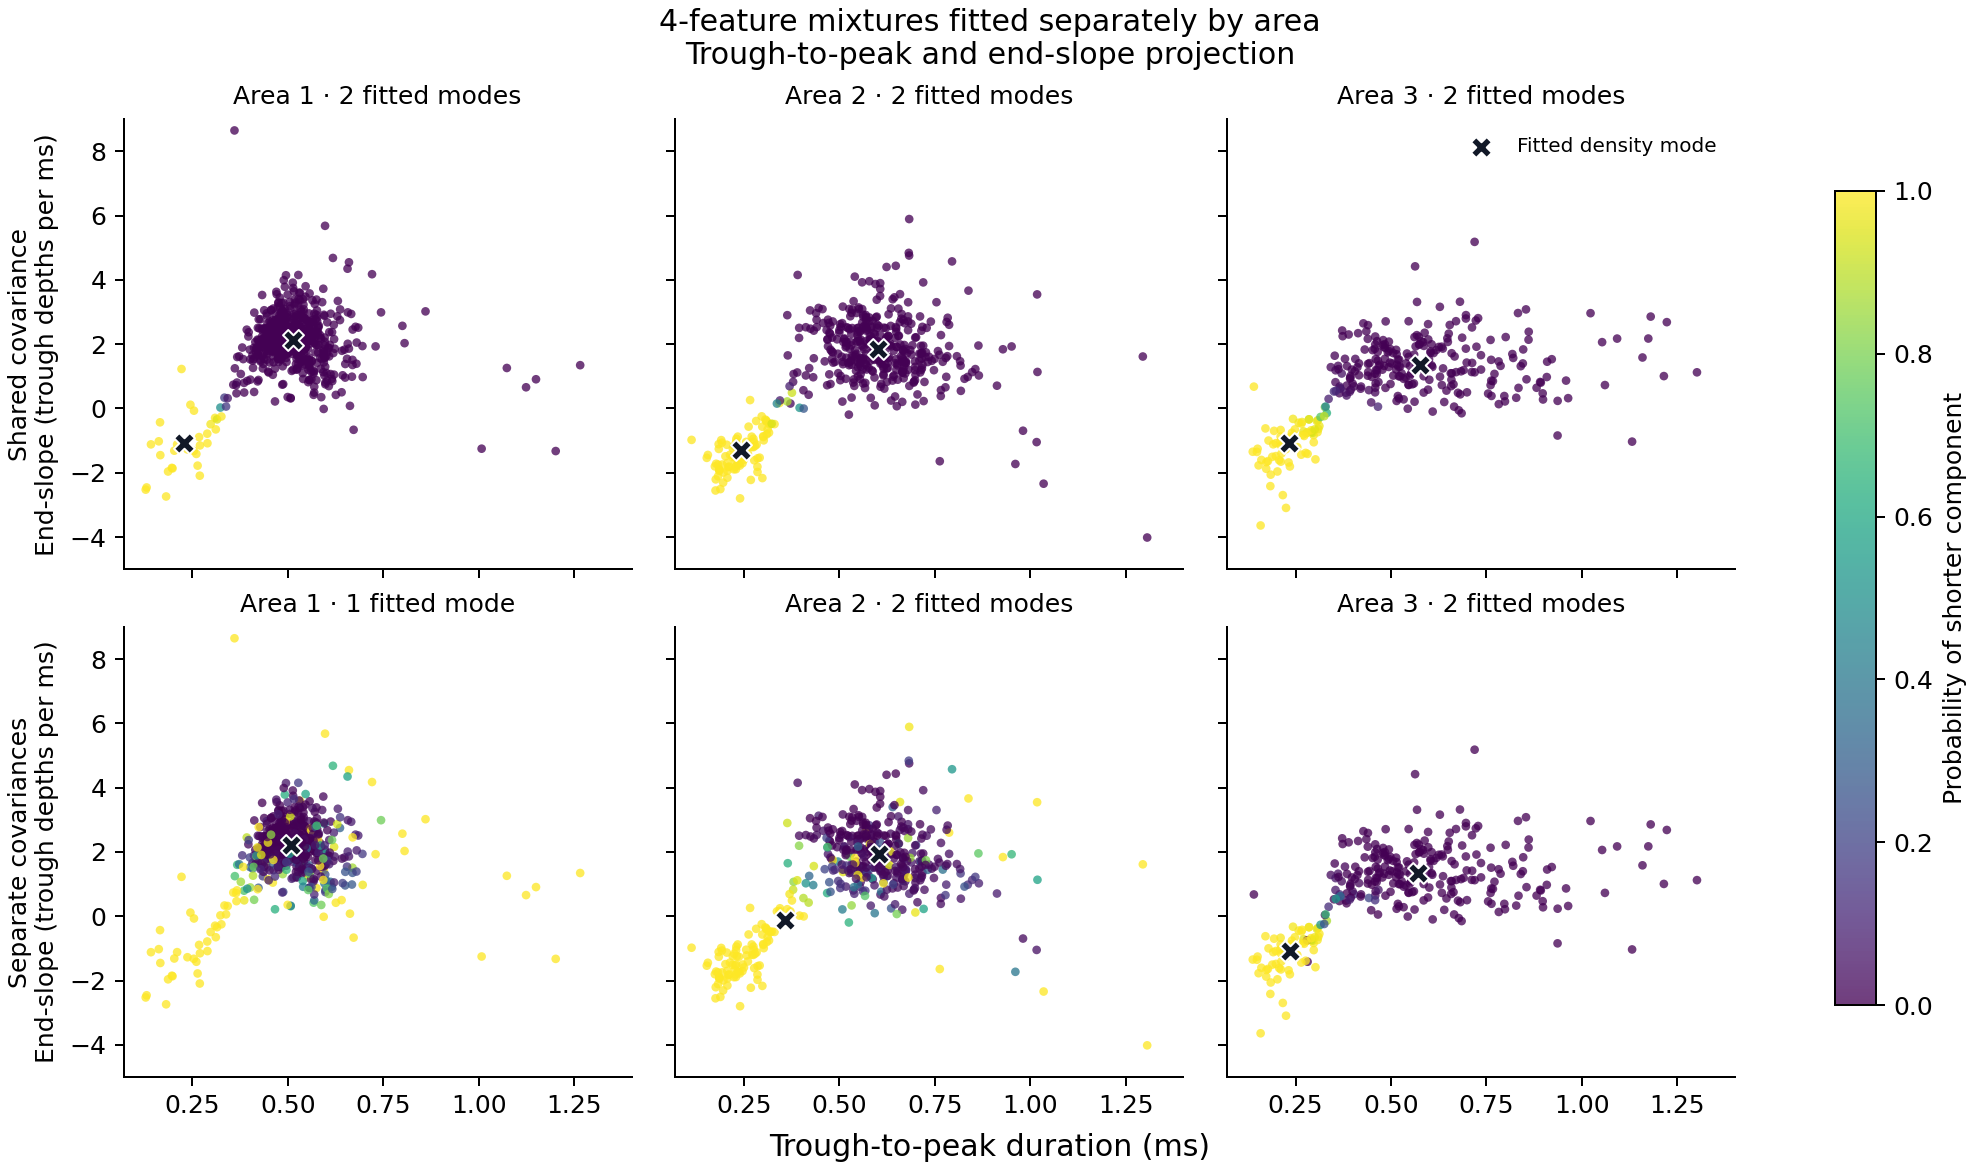 4-feature mixtures fitted separately by area
Trough-to-peak and end-slope projection
Area 1 · 2 fitted modes
Area 2 · 2 fitted modes
Area 3 · 2 fitted modes
Shared covariance
End-slope (trough depths per ms)
8
6
4
2
0
−2
−4
Fitted density mode
Area 1 · 1 fitted mode
Area 2 · 2 fitted modes
Area 3 · 2 fitted modes
Separate covariances
End-slope (trough depths per ms)
8
6
4
2
0
−2
−4
0.25 0.50 0.75 1.00 1.25
0.25 0.50 0.75 1.00 1.25
0.25 0.50 0.75 1.00 1.25
Trough-to-peak duration (ms)
1.0
0.8
0.6
0.4
0.2
0.0
Probability of shorter component